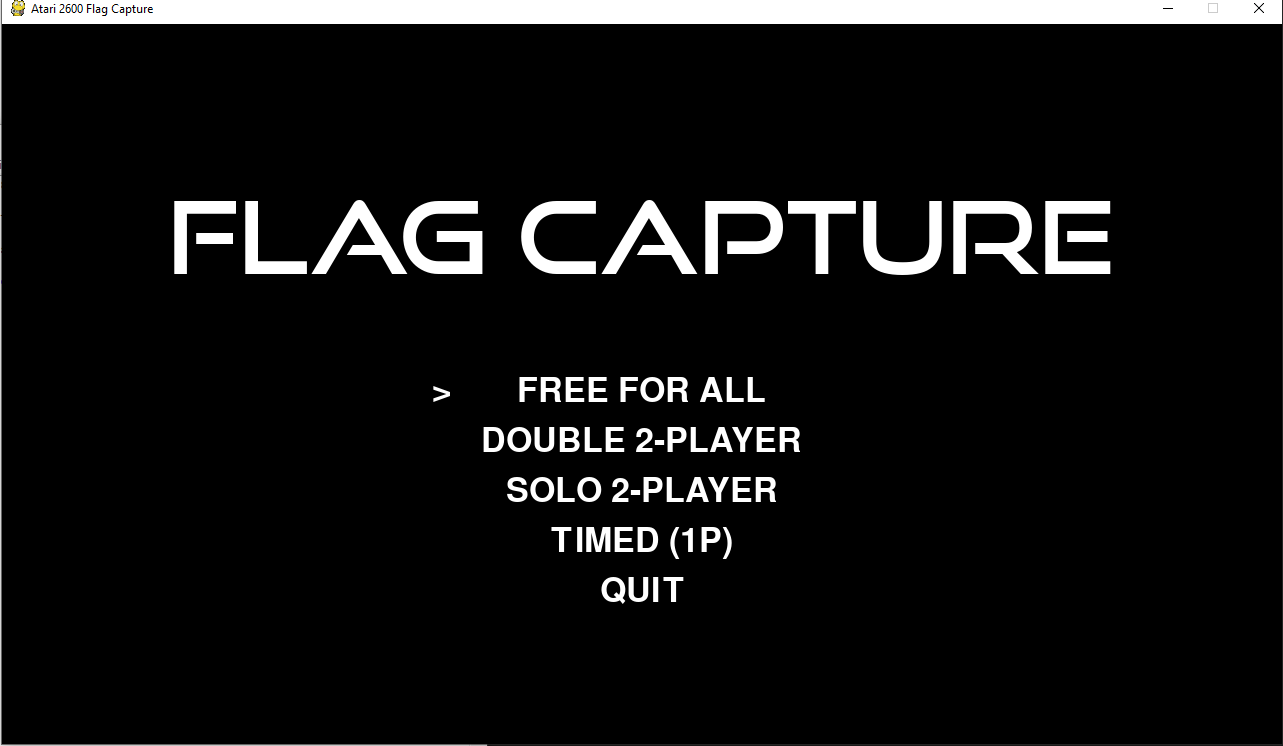 Atari 2600 Flag Capture
FLAG CAPTURE
> FREE FOR ALL
DOUBLE 2-PLAYER
SOLO 2-PLAYER
TIMED (1P)
QUIT